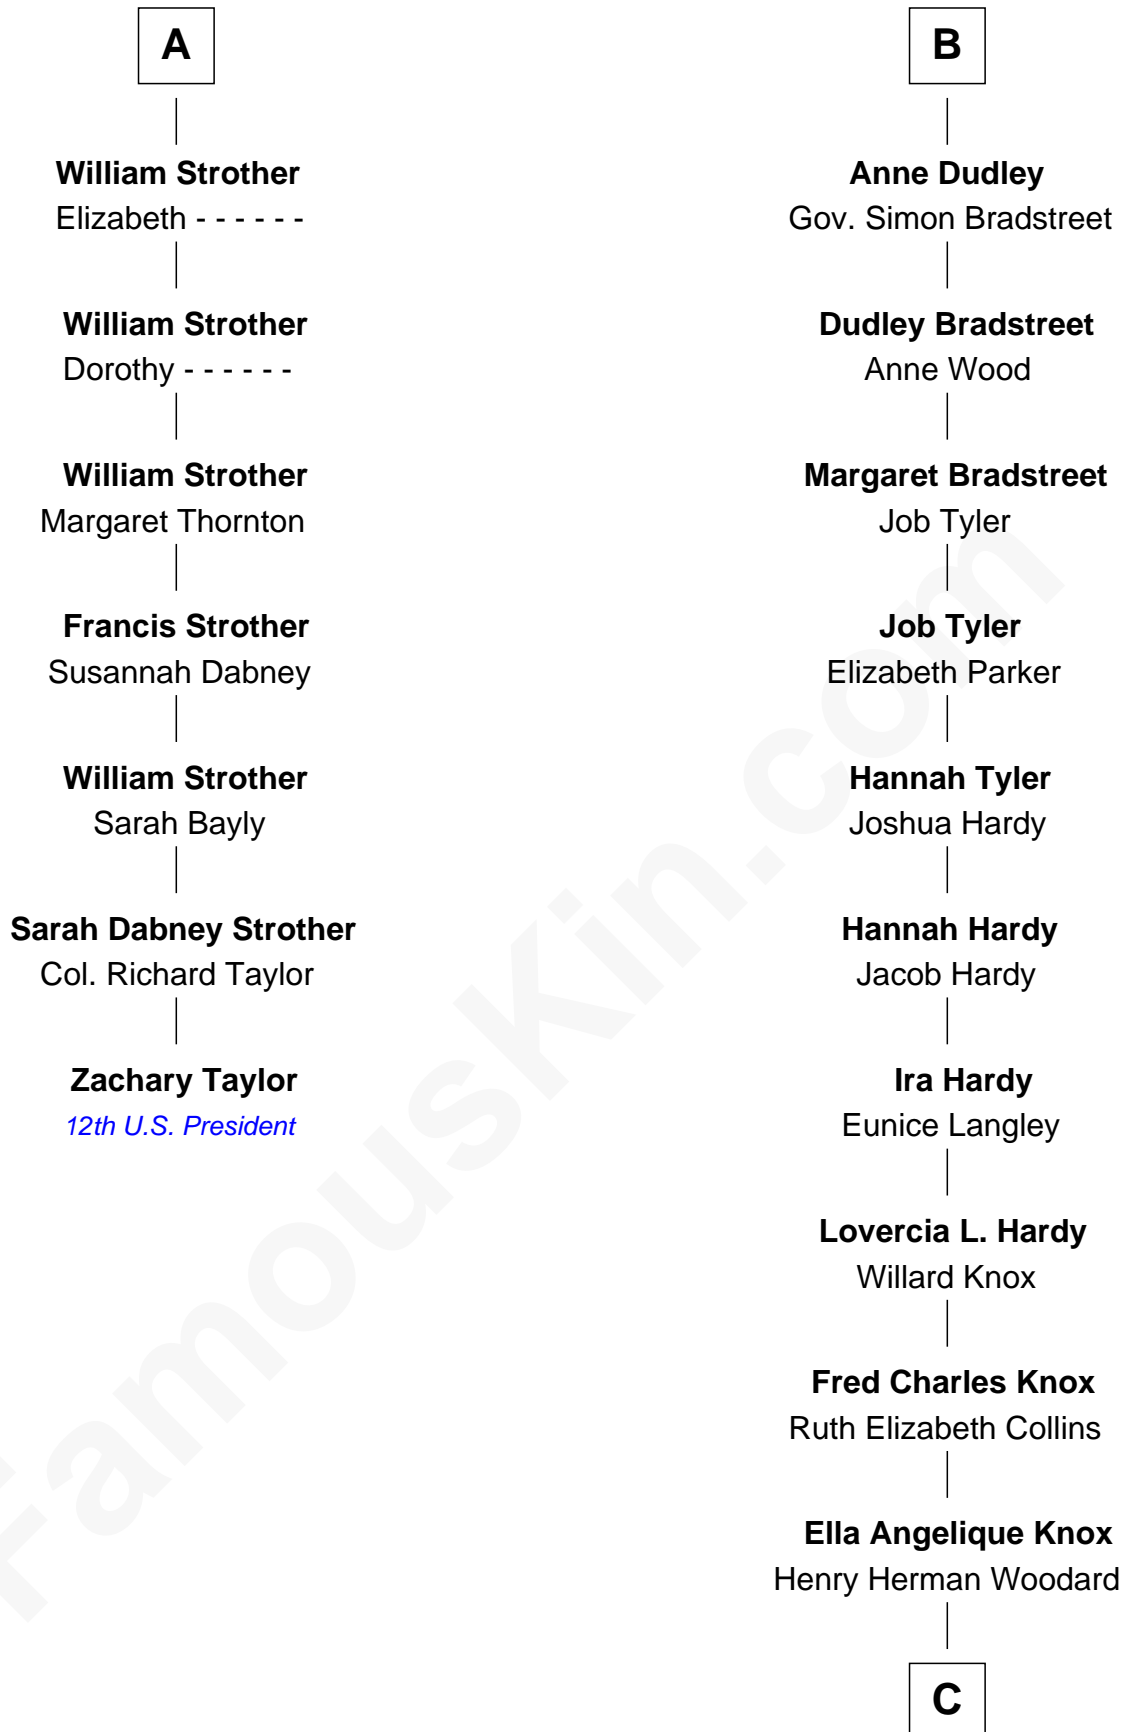 A
William Strother
Elizabeth - - - - - -
William Strother
Dorothy - - - - - -
William Strother
Margaret Thornton
Francis Strother
Susannah Dabney
William Strother
Sarah Bayly
Sarah Dabney Strother
Col. Richard Taylor
Zachary Taylor
12th U.S. President
B
Anne Dudley
Gov. Simon Bradstreet
Dudley Bradstreet
Anne Wood
Margaret Bradstreet
Job Tyler
Job Tyler
Elizabeth Parker
Hannah Tyler
Joshua Hardy
Hannah Hardy
Jacob Hardy
Ira Hardy
Eunice Langley
Lovercia L. Hardy
Willard Knox
Fred Charles Knox
Ruth Elizabeth Collins
Ella Angelique Knox
Henry Herman Woodard
C
FamousKin.com